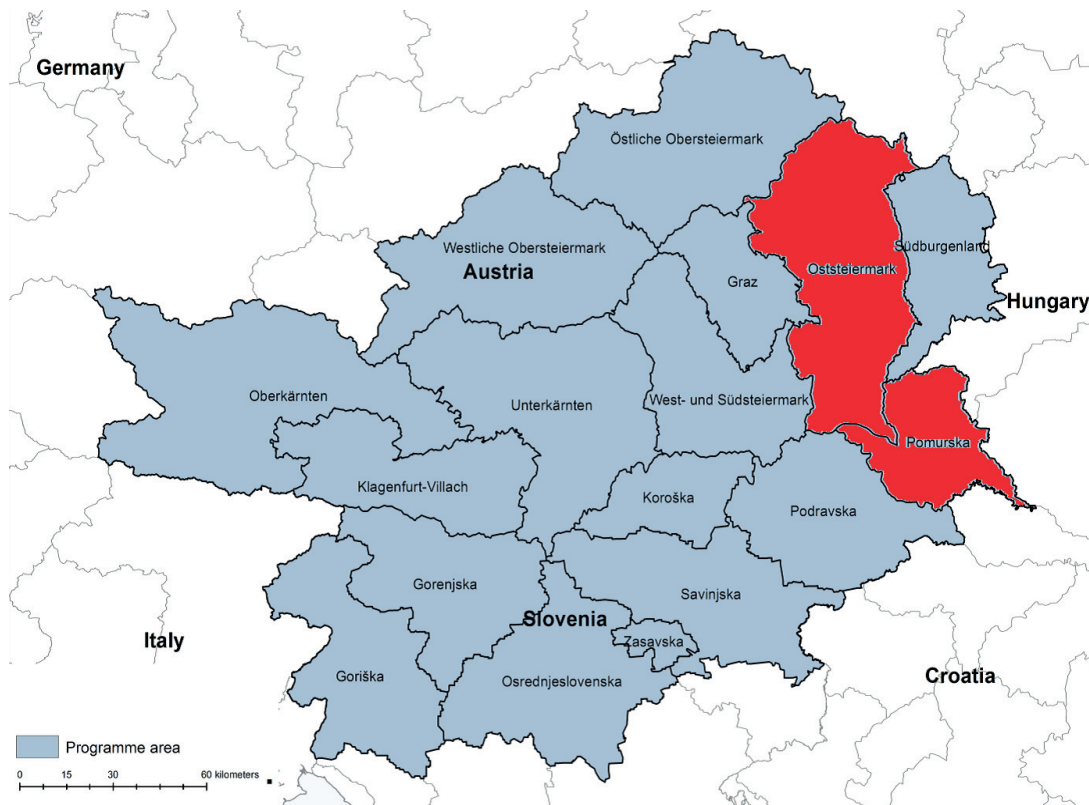 Germany
Östliche Obersteiermark
Westliche Obersteiermark
Austria
Südburgenland
Oststeiermark
Graz
Hungary
Oberkärnten
Unterkärnten
West- und Südsteiermark
Pomurska
Klagenfurt-Villach
Koroška
Podravska
Gorenjska
Savinjska
Slovenia
Zasavska
Italy
Goriška
Osrednjeslovenska
Croatia
Programme area
0 15 30 60 kilometers